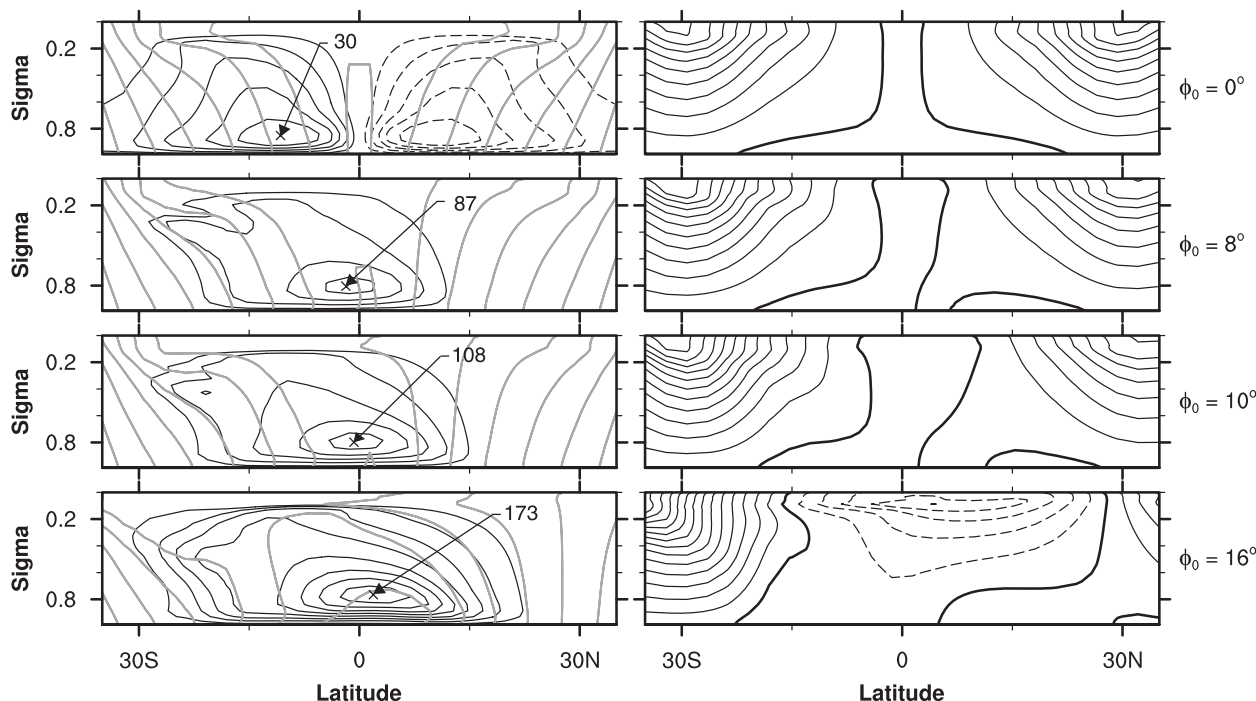 0.2
0.8
Sigma
30
ϕ₀ = 0°
0.2
0.8
Sigma
87
ϕ₀ = 8°
0.2
0.8
Sigma
108
ϕ₀ = 10°
0.2
0.8
Sigma
173
ϕ₀ = 16°
30S 0 30N
Latitude
30S 0 30N
Latitude